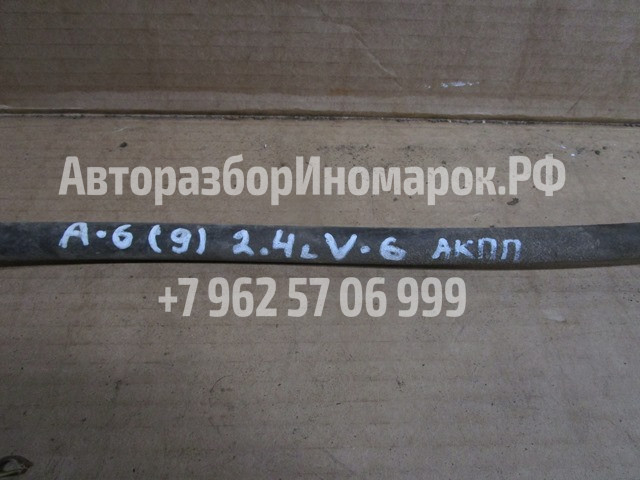 АвторазборИномарок.РФ
А-6 (9) 2.4L V-6 АКПП
+7 962 57 06 999